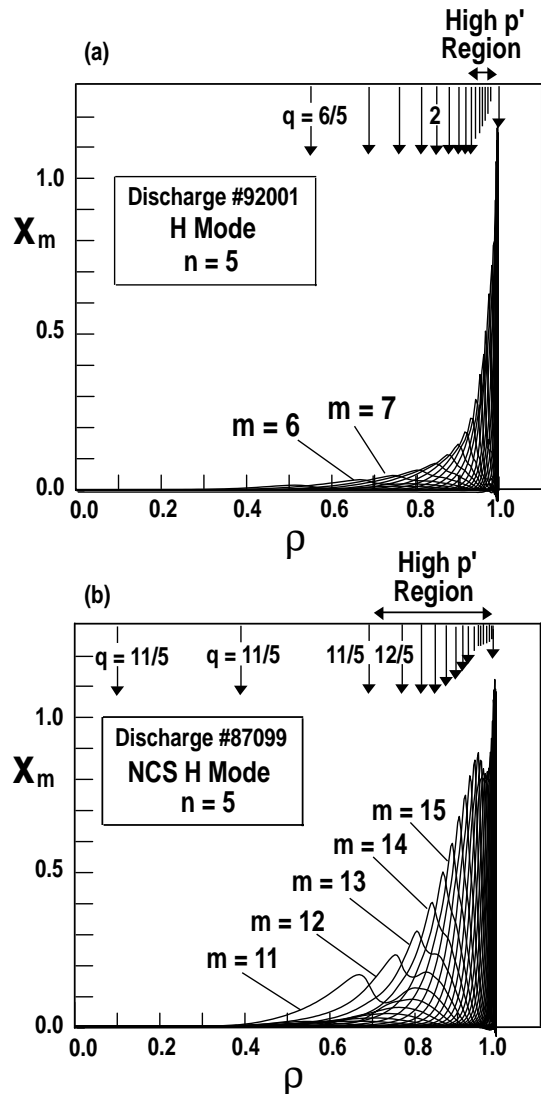 High p'
Region
(a)
q = 6/5
2
Discharge #92001
H Mode
n = 5
1.0
Xm
0.5
m = 7
m = 6
0.0
0.0 0.2 0.4 0.6 0.8 1.0
ρ
High p'
Region
(b)
q = 11/5 q = 11/5 11/5 12/5
1.0
Discharge #87099
NCS H Mode
n = 5
Xm
m = 15
m = 14
0.5
m = 13
m = 12
m = 11
0.0
0.0 0.2 0.4 0.6 0.8 1.0
ρ